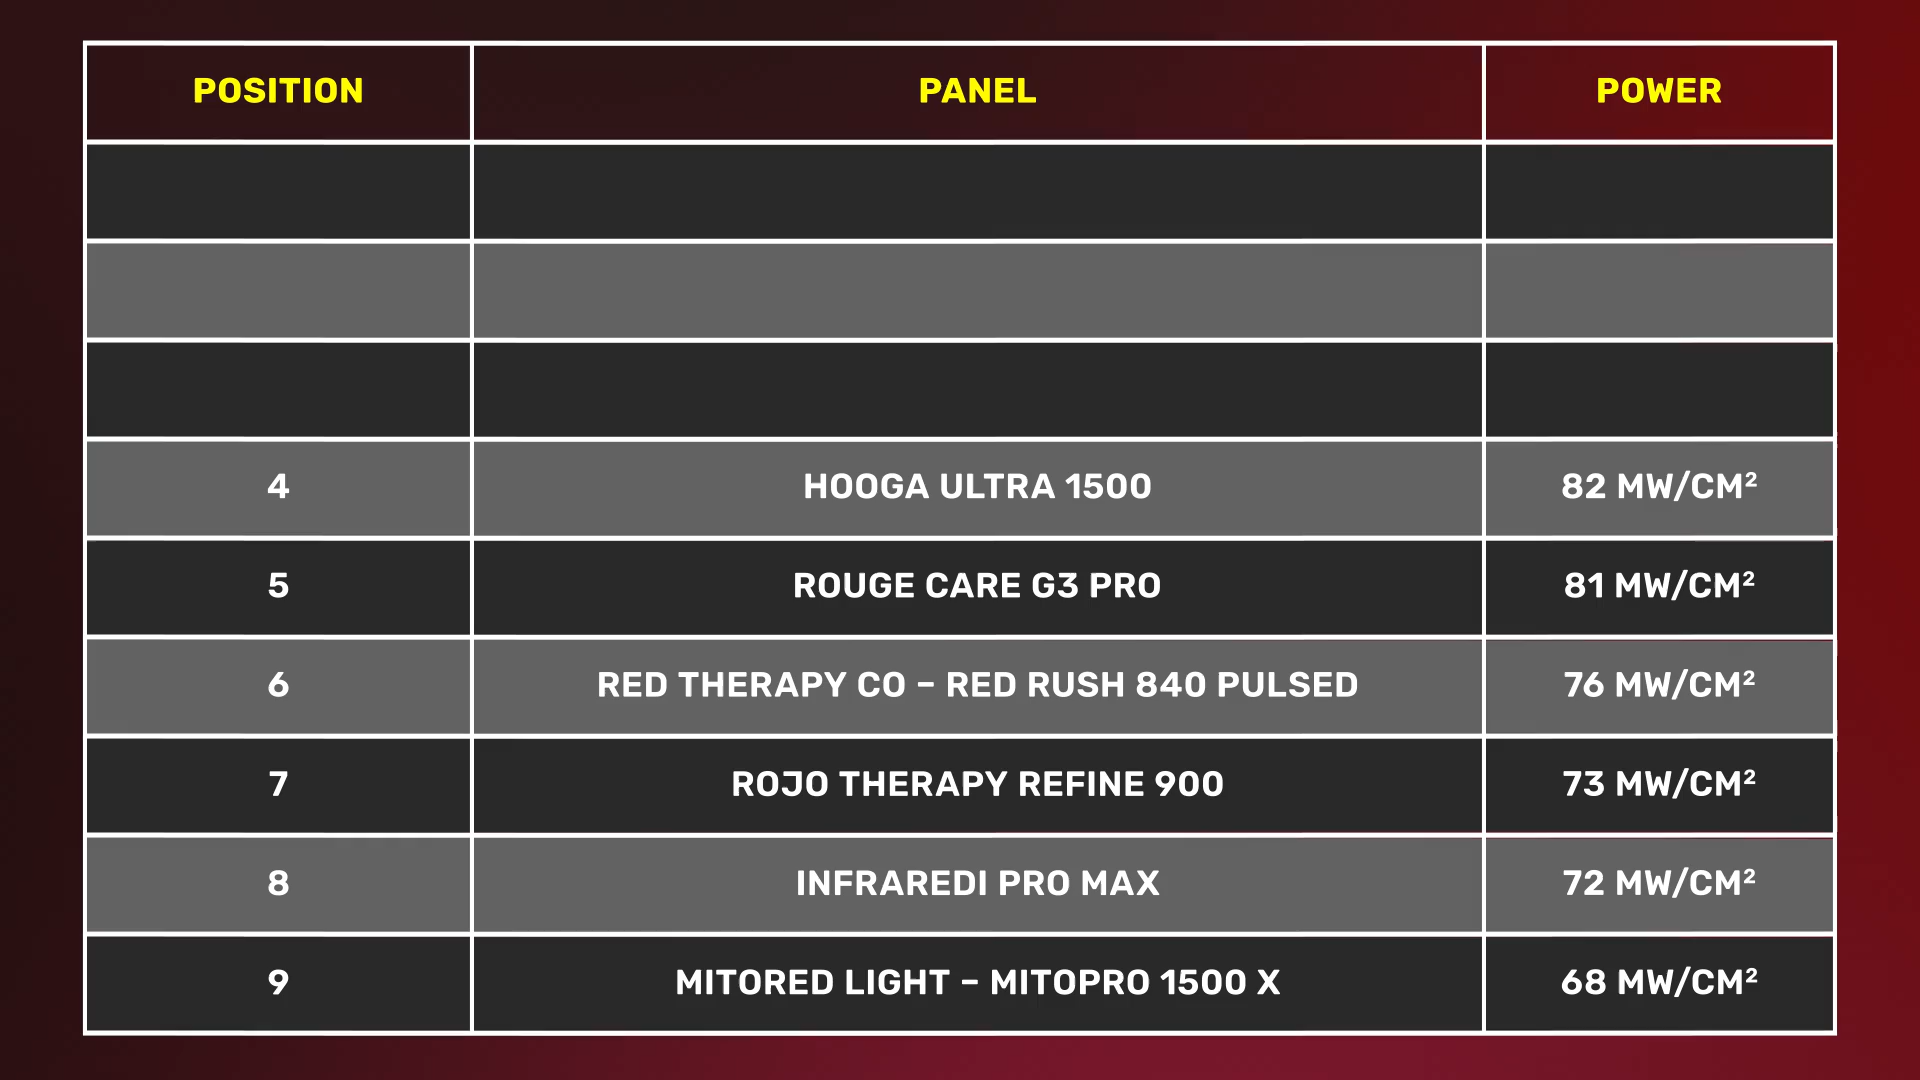 POSITION PANEL POWER
4 HOOGA ULTRA 1500 82 MW/CM²
5 ROUGE CARE G3 PRO 81 MW/CM²
6 RED THERAPY CO – RED RUSH 840 PULSED 76 MW/CM²
7 ROJO THERAPY REFINE 900 73 MW/CM²
8 INFRAREDI PRO MAX 72 MW/CM²
9 MITORED LIGHT – MITOPRO 1500 X 68 MW/CM²